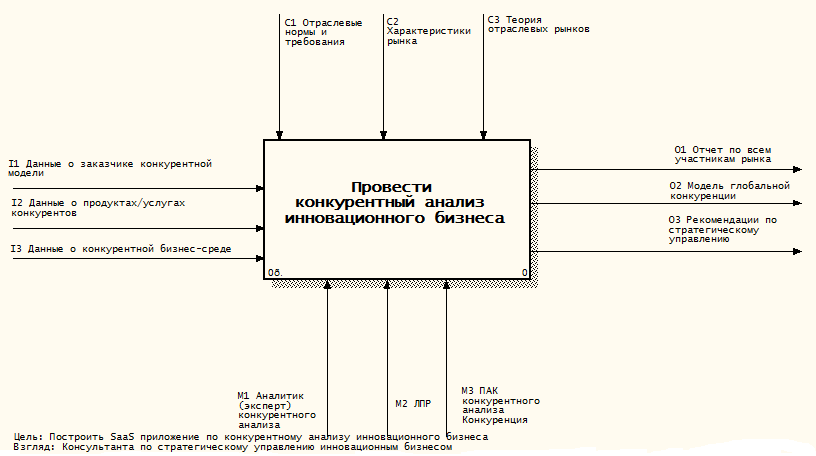 C1 Отраслевые
нормы и
требования
C2
Характеристики
рынка
C3 Теория
отраслевых рынков
I1 Данные о заказчике конкурентной
модели
I2 Данные о продуктах/услугах
конкурентов
I3 Данные о конкурентной бизнес-среде
Провести
конкурентный анализ
инновационного бизнеса
0б.
0
O1 Отчет по всем
участникам рынка
O2 Модель глобальной
конкуренции
O3 Рекомендации по
стратегическому
управлению
M1 Аналитик
(эксперт)
конкурентного
анализа
M2 ЛПР
M3 ПАК
конкурентного
анализа
Конкуренция
Цель: Построить SaaS приложение по конкурентному анализу инновационного бизнеса
Взгляд: Консультанта по стратегическому управлению инновационным бизнесом